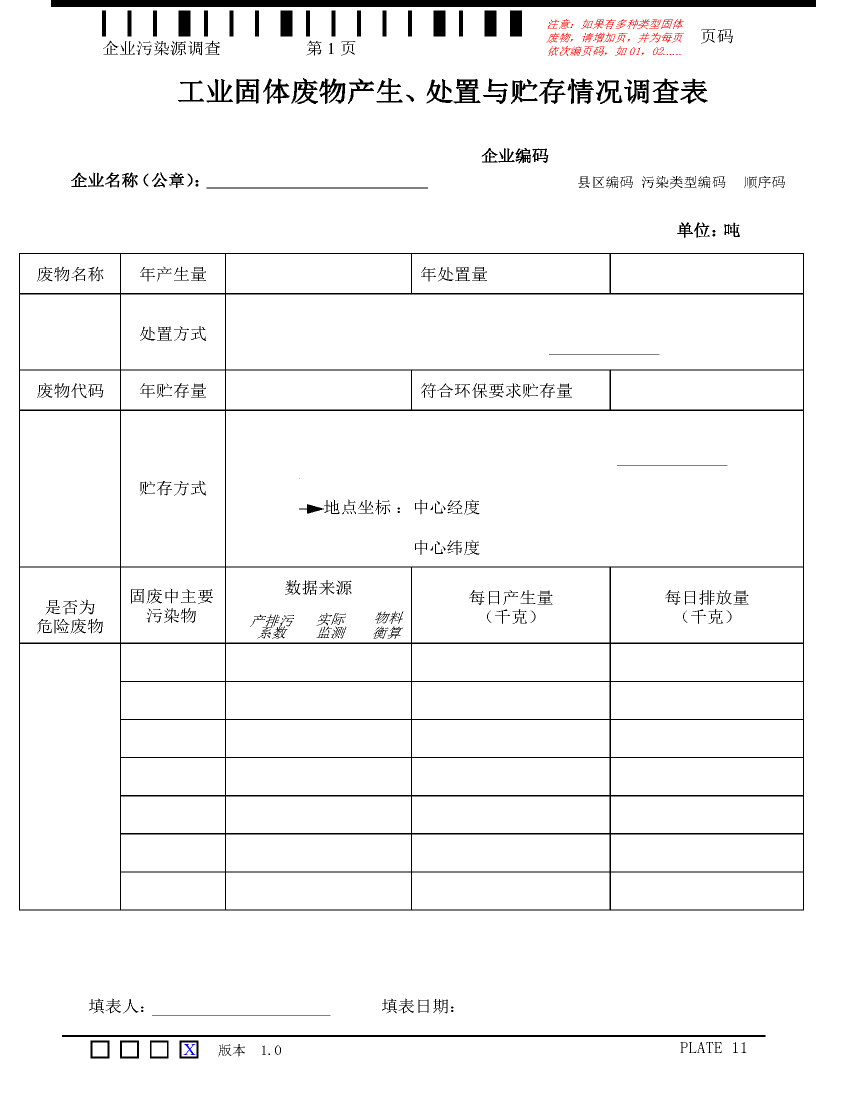 注意：如果有多种类型固体
废物，请增加页，并为每页
依次编页码，如 01，02......
页码
企业污染源调查
第 1 页
工业固体废物产生、处置与贮存情况调查表
企业编码
企业名称（公章）：
县区编码 污染类型编码 顺序码
单位：吨
废物名称 年产生量 年处置量
处置方式
废物代码 年贮存量 符合环保要求贮存量
贮存方式
地点坐标： 中心经度
中心纬度
是否为
危险废物
固废中主要
污染物
数据来源
产排污
系数
实际
监测
物料
衡算
每日产生量
（千克）
每日排放量
（千克）
填表人： 填表日期：
X 版本 1.0 PLATE 11